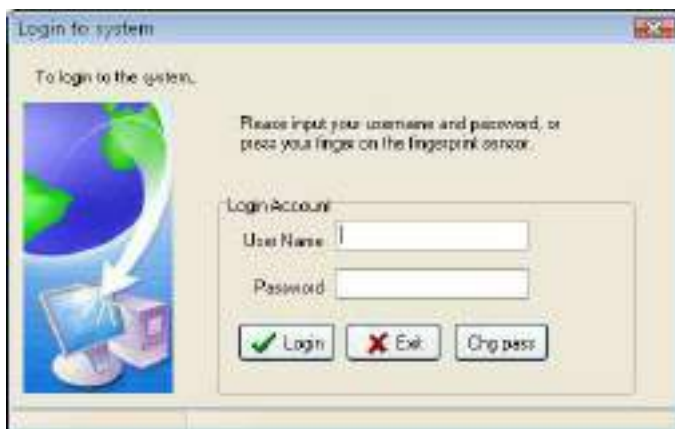 Login to system
To login to the system.
Please input your username and password, or
press your finger on the fingerprint sensor.
Login Account
User Name
Password
Login Exit Chg pass